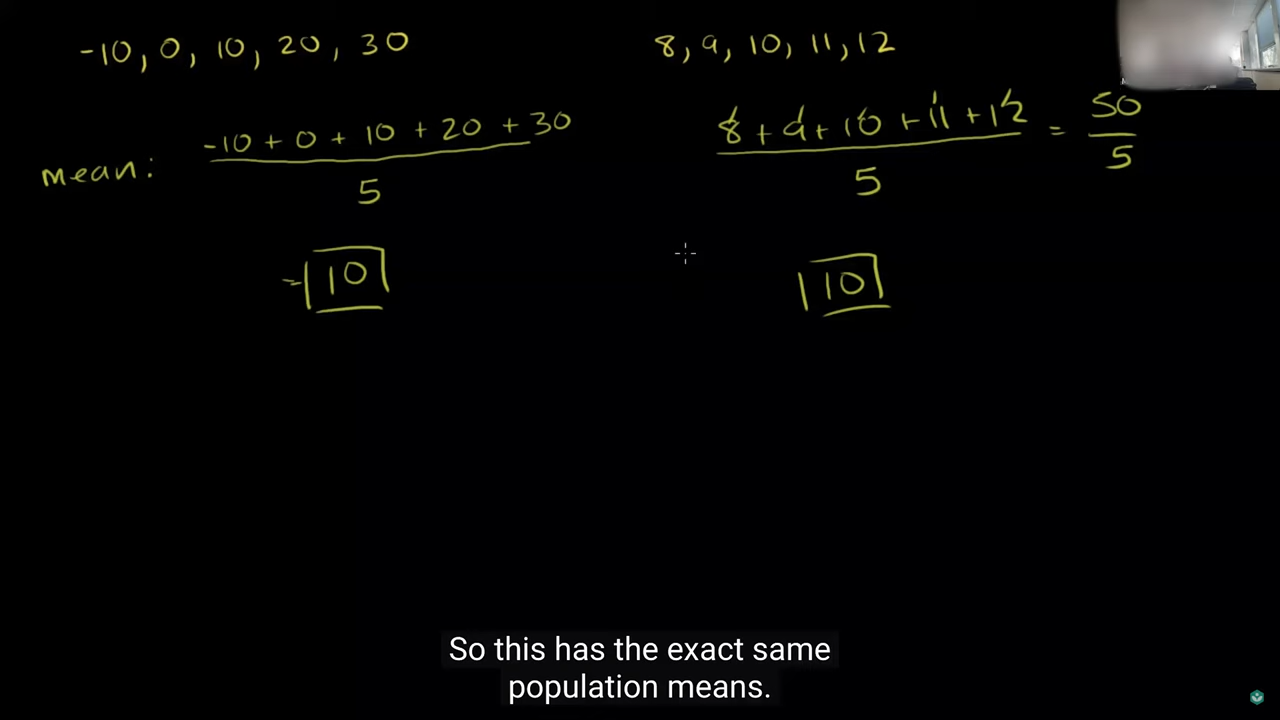 -10, 0, 10, 20, 30
8, 9, 10, 11, 12
mean:
-10 + 0 + 10 + 20 + 30
5
8 + 9 + 10 + 11 + 12
5
=
50
5
= 10
10
So this has the exact same
population means.